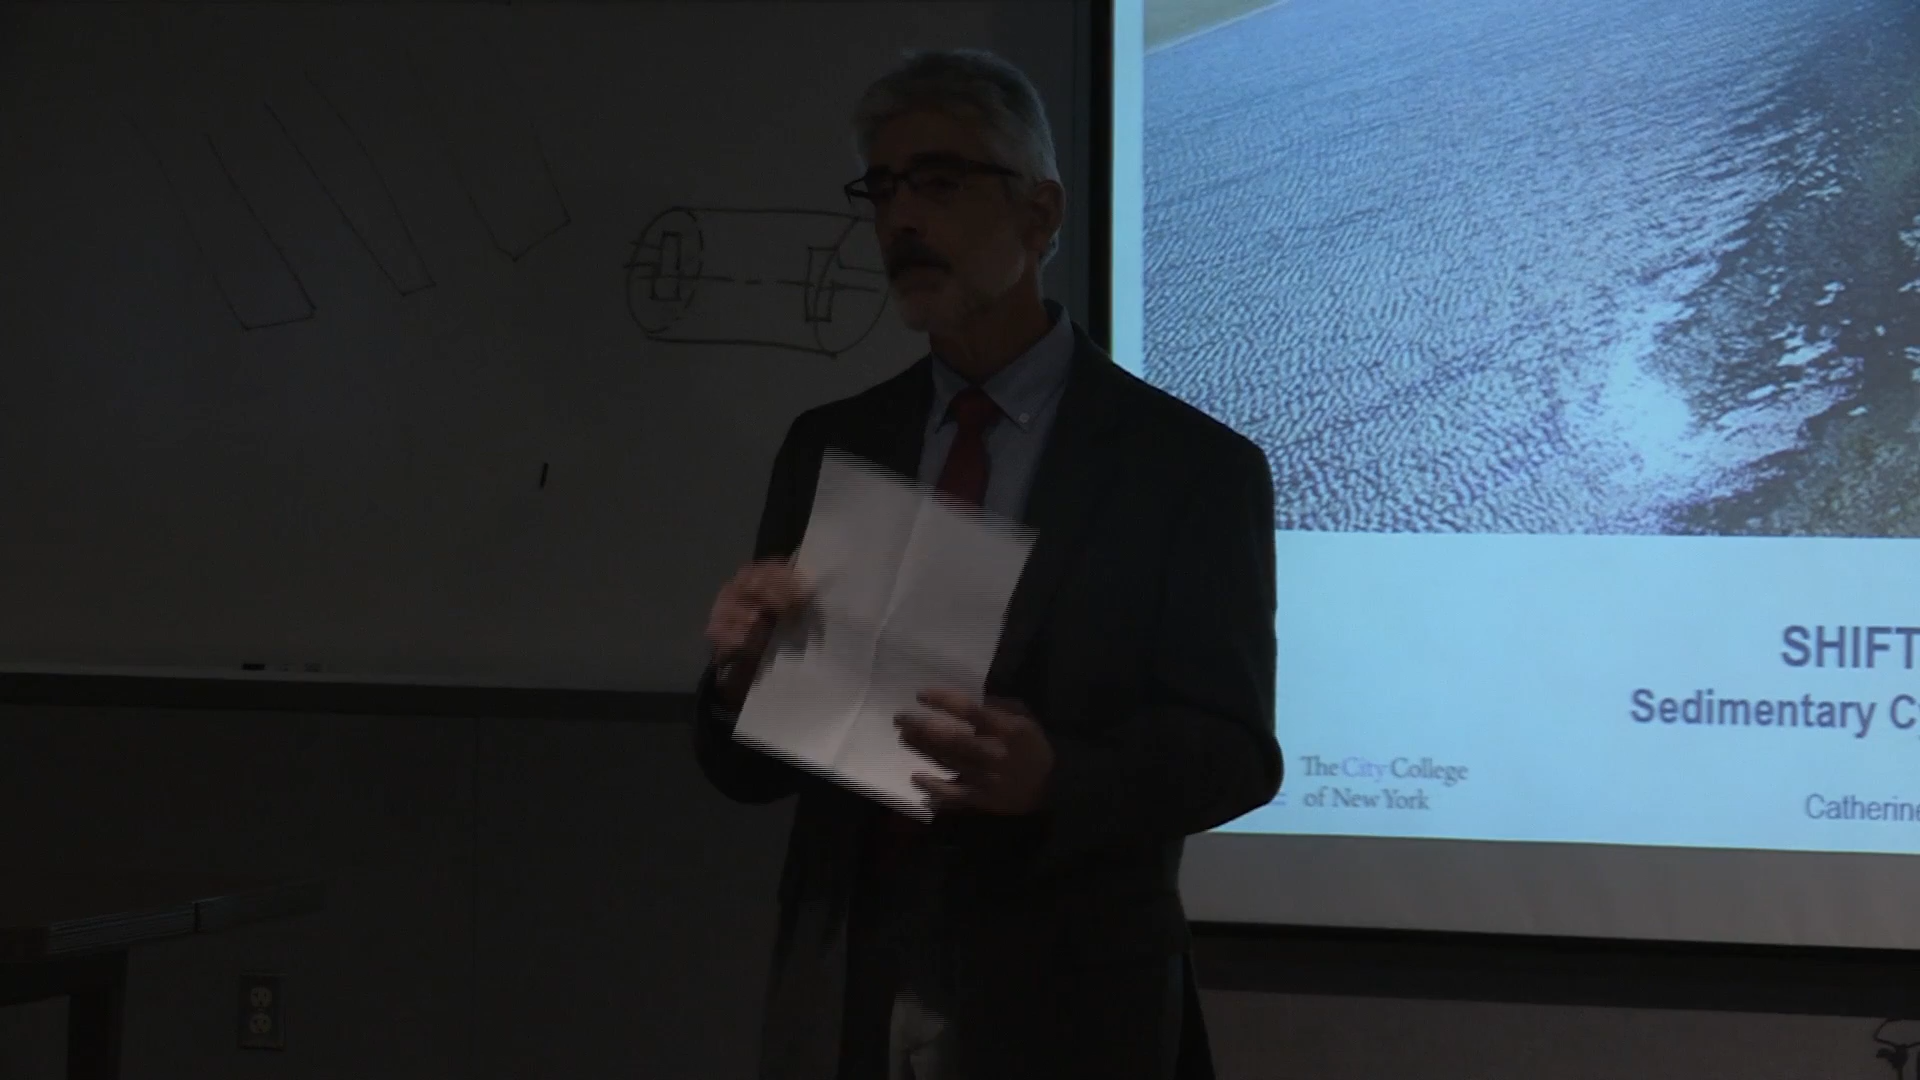 SHIFT
Sedimentary
The City College
of New York
Catherine